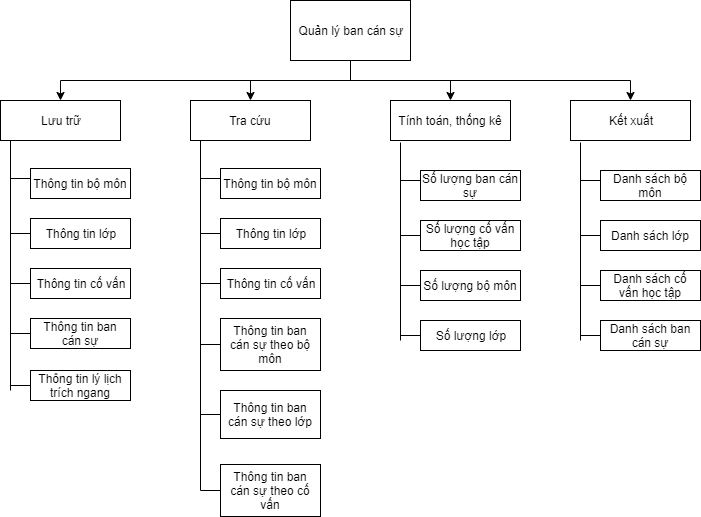 Quản lý ban cán sự
Lưu trữ
Tra cứu
Tính toán, thống kê
Kết xuất
Thông tin bộ môn
Thông tin lớp
Thông tin cố vấn
Thông tin ban
cán sự
Thông tin lý lịch
trích ngang
Thông tin bộ môn
Thông tin lớp
Thông tin cố vấn
Thông tin ban
cán sự theo bộ
môn
Thông tin ban
cán sự theo lớp
Thông tin ban
cán sự theo cố
vấn
Số lượng ban cán
sự
Số lượng cố vấn
học tập
Số lượng bộ môn
Số lượng lớp
Danh sách bộ
môn
Danh sách lớp
Danh sách cố
vấn học tập
Danh sách ban
cán sự